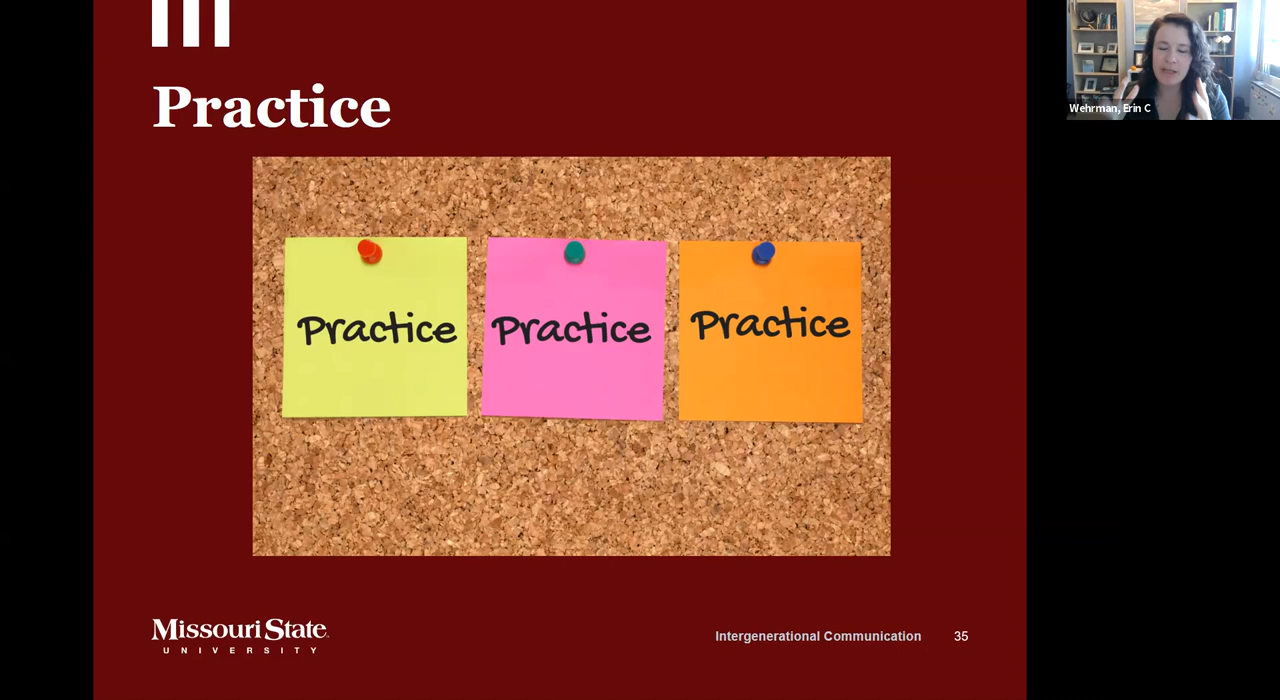 Practice
Practice Practice Practice
Missouri State
UNIVERSITY
Intergenerational Communication 35
Wehrman, Erin C